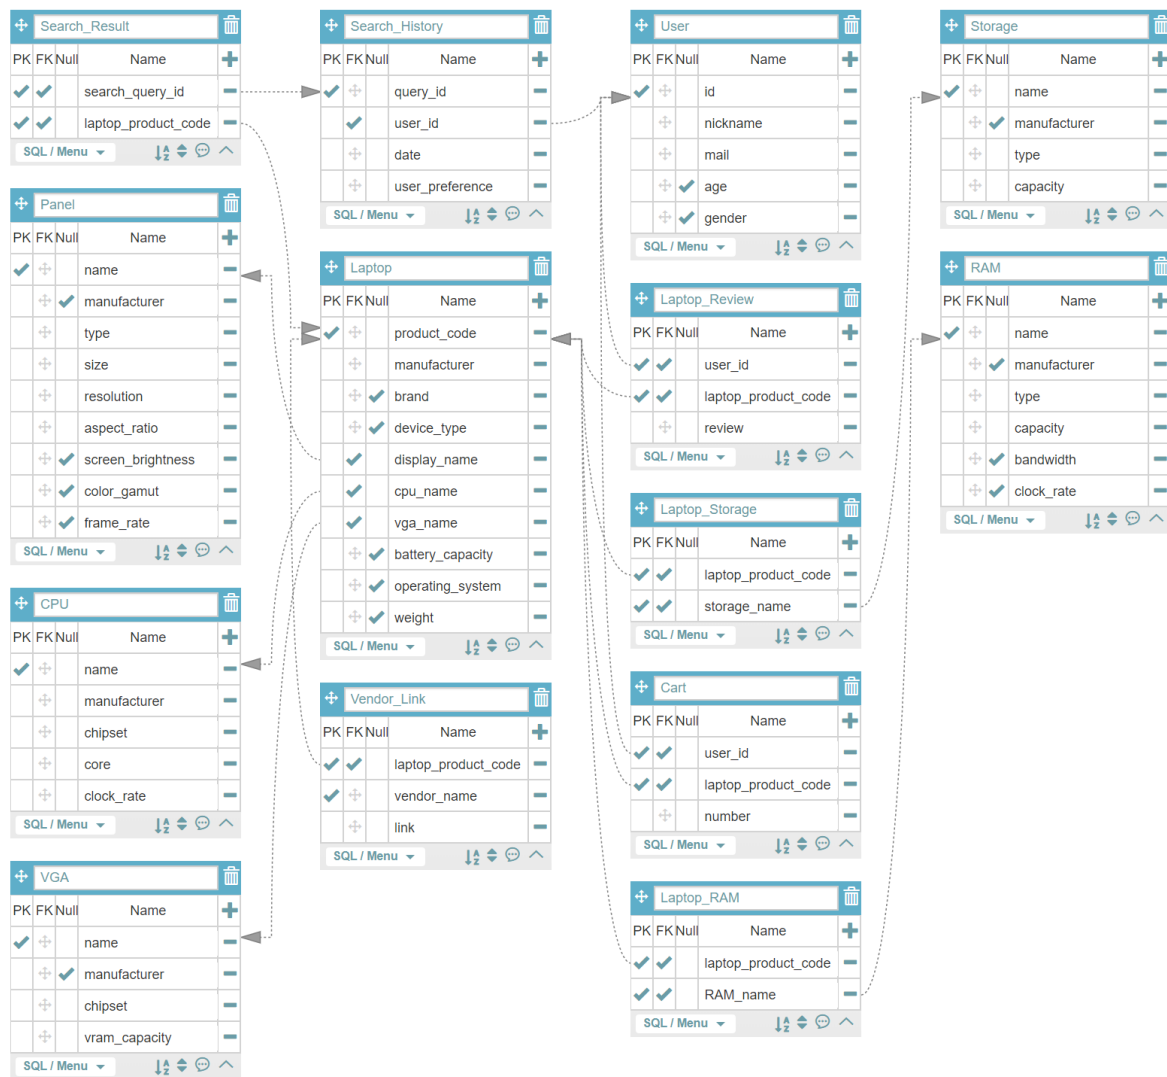 Search_Result
PK FK Null Name
search_query_id
laptop_product_code
SQL / Menu
Panel
PK FK Null Name
name
manufacturer
type
size
resolution
aspect_ratio
screen_brightness
color_gamut
frame_rate
SQL / Menu
CPU
PK FK Null Name
name
manufacturer
chipset
core
clock_rate
SQL / Menu
VGA
PK FK Null Name
name
manufacturer
chipset
vram_capacity
SQL / Menu
Search_History
PK FK Null Name
query_id
user_id
date
user_preference
SQL / Menu
Laptop
PK FK Null Name
product_code
manufacturer
brand
device_type
display_name
cpu_name
vga_name
battery_capacity
operating_system
weight
SQL / Menu
Vendor_Link
PK FK Null Name
laptop_product_code
vendor_name
link
SQL / Menu
User
PK FK Null Name
id
nickname
mail
age
gender
SQL / Menu
Laptop_Review
PK FK Null Name
user_id
laptop_product_code
review
SQL / Menu
Laptop_Storage
PK FK Null Name
laptop_product_code
storage_name
SQL / Menu
Cart
PK FK Null Name
user_id
laptop_product_code
number
SQL / Menu
Laptop_RAM
PK FK Null Name
laptop_product_code
RAM_name
SQL / Menu
Storage
PK FK Null Name
name
manufacturer
type
capacity
SQL / Menu
RAM
PK FK Null Name
name
manufacturer
type
capacity
bandwidth
clock_rate
SQL / Menu